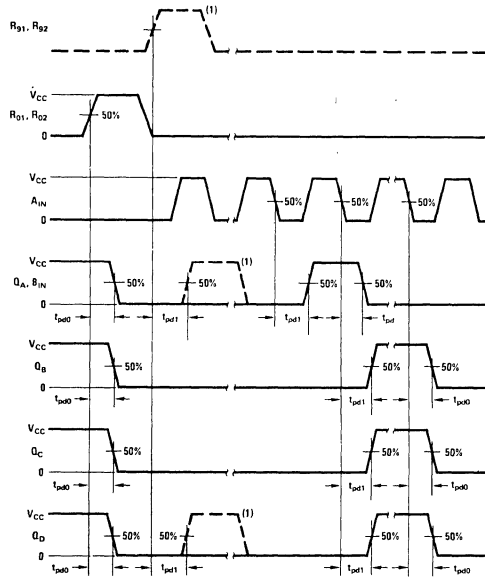 (1)
R91, R92
VCC
R01, R02
50%
0
VCC
AIN
50% 50% 50%
0
VCC
(1)
QA, BIN
50% 50% 50% 50%
0
tpd0 tpd1 tpd1 tpd
VCC
QB
50% 50% 50%
0
tpd0 tpd1 tpd0
VCC
QC
50% 50% 50%
0
tpd0 tpd1 tpd0
VCC
(1)
QD
50% 50% 50% 50%
0
tpd0 tpd1 tpd1 tpd0